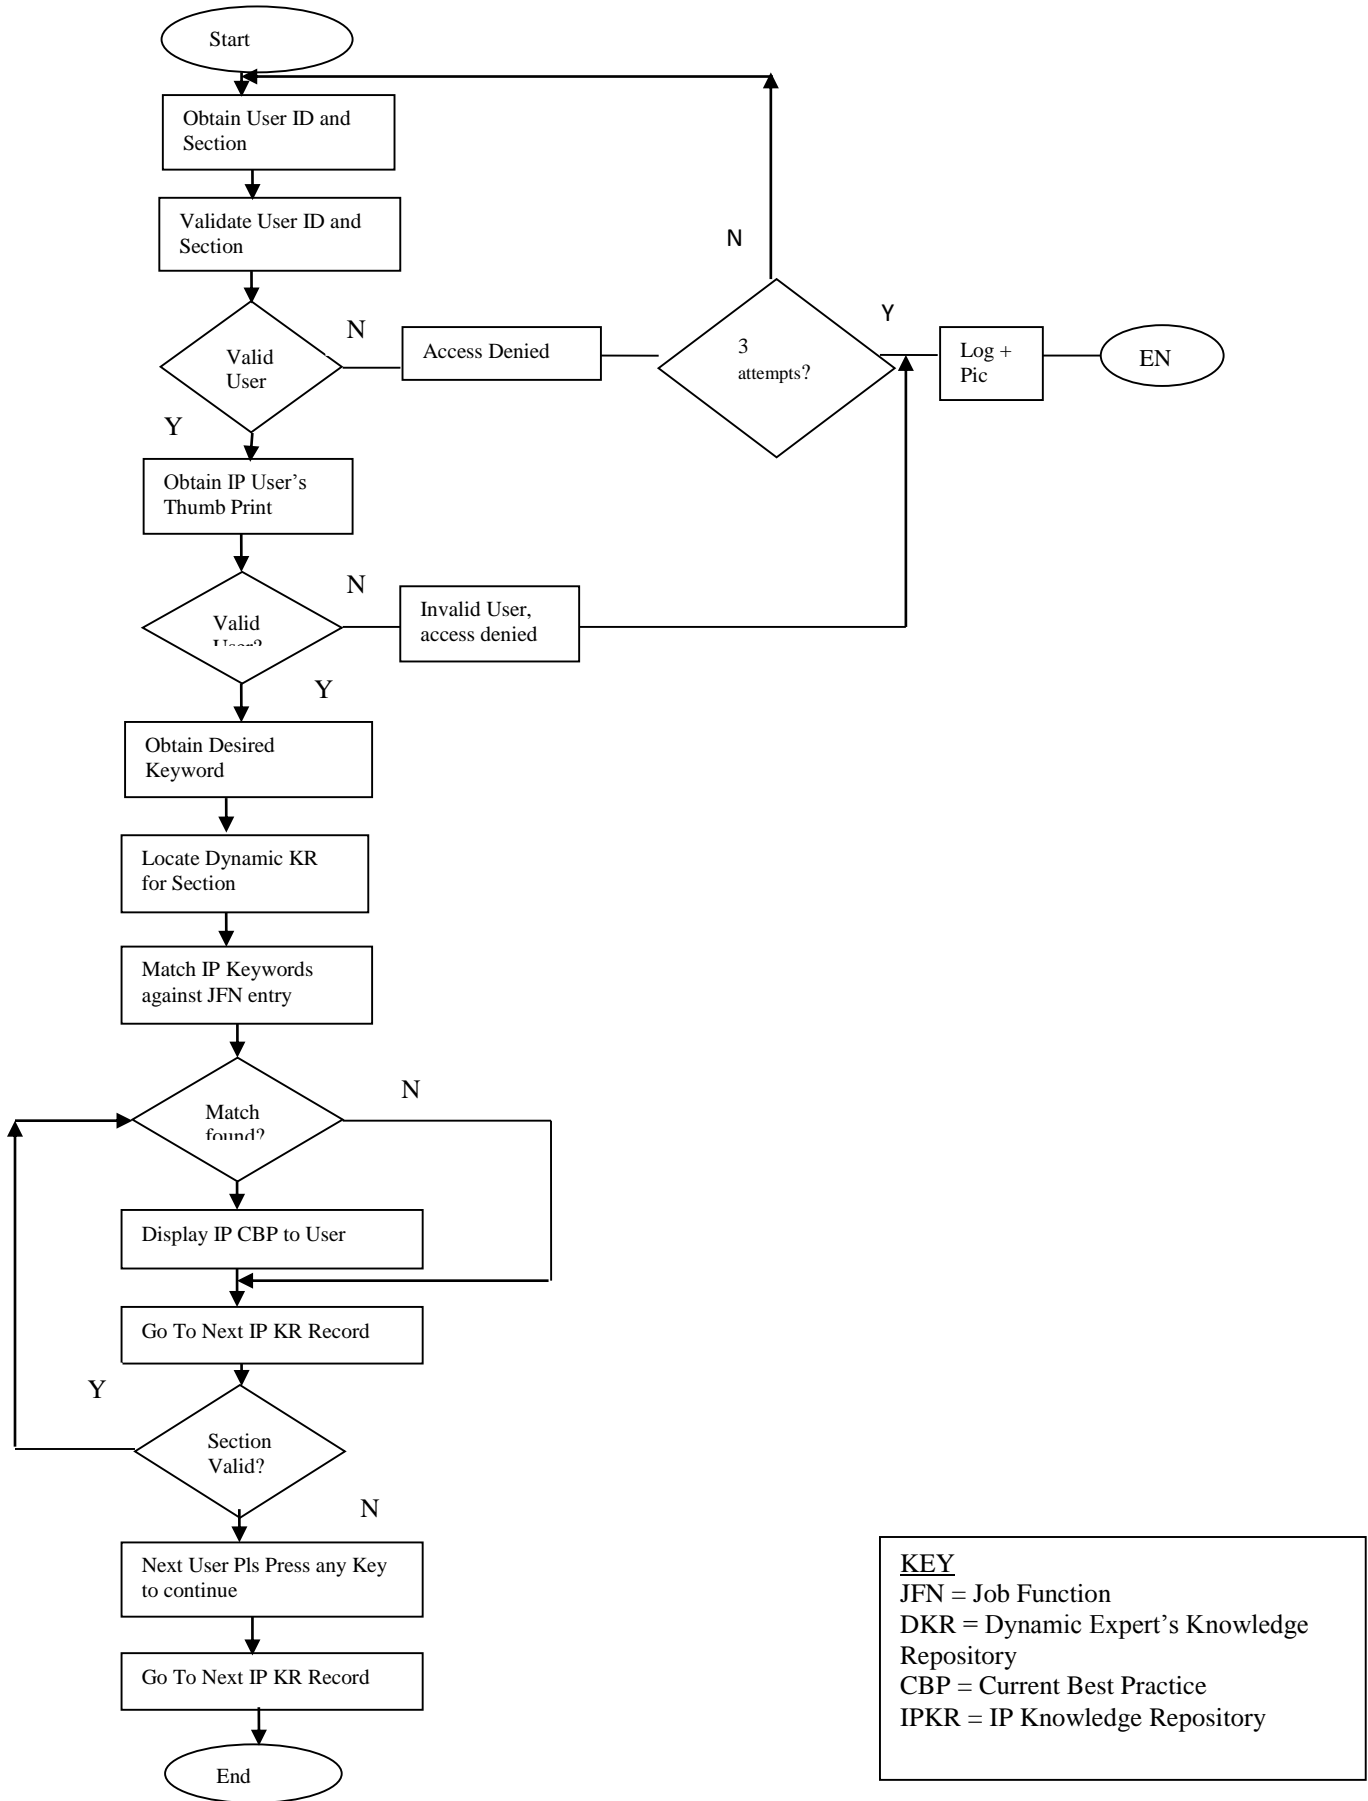 Start
Obtain User ID and
Section
Validate User ID and
Section
N
Valid
User
N
Access Denied
3
attempts?
Y
Log +
Pic
EN
Y
Obtain IP User’s
Thumb Print
Valid
User?
N
Invalid User,
access denied
Y
Obtain Desired
Keyword
Locate Dynamic KR
for Section
Match IP Keywords
against JFN entry
Match
found?
N
Display IP CBP to User
Go To Next IP KR Record
Y
Section
Valid?
N
Next User Pls Press any Key
to continue
Go To Next IP KR Record
End
KEY
JFN = Job Function
DKR = Dynamic Expert’s Knowledge
Repository
CBP = Current Best Practice
IPKR = IP Knowledge Repository